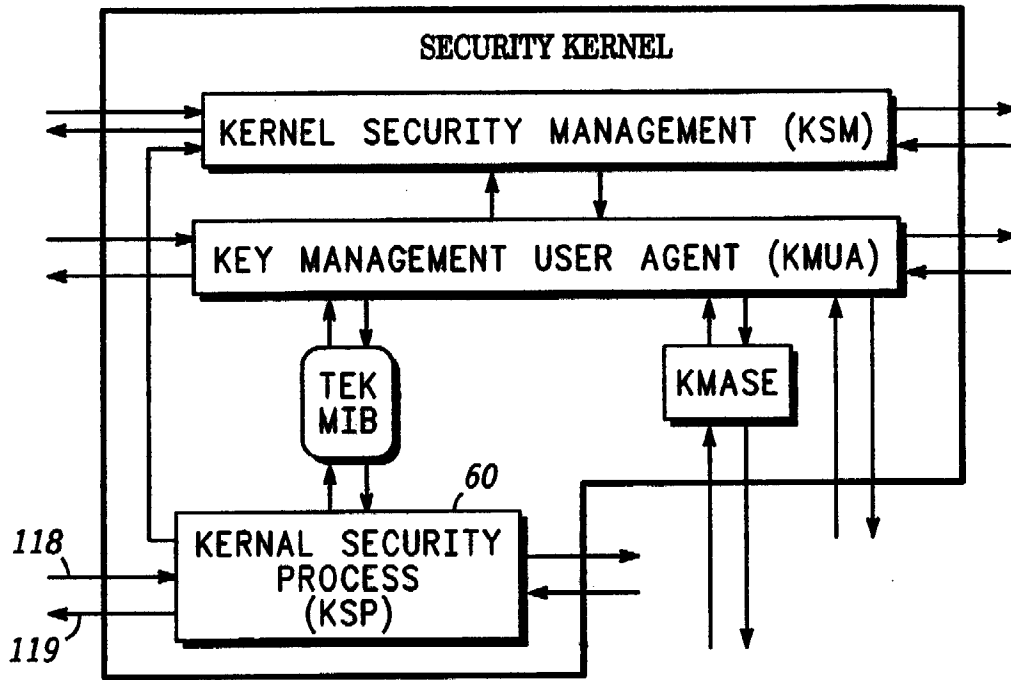 SECURITY KERNEL
KERNEL SECURITY MANAGEMENT (KSM)
KEY MANAGEMENT USER AGENT (KMUA)
TEK
MIB
KMASE
60
KERNAL SECURITY
PROCESS
(KSP)
118
119